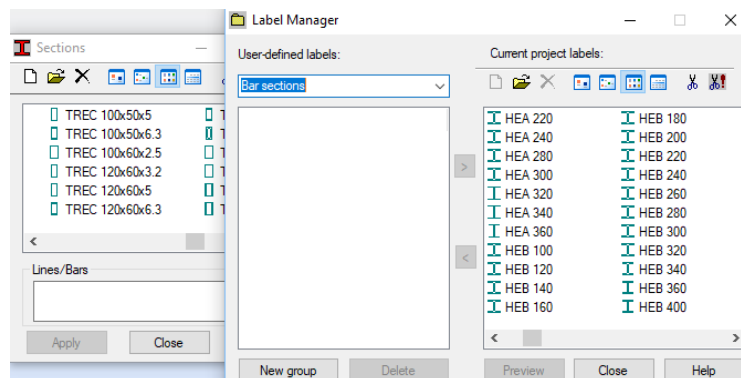 Label Manager
Sections
User-defined labels:
Current project labels:
Bar sections
TREC 100x50x5
TREC 100x50x6.3
TREC 100x60x2.5
TREC 120x60x3.2
TREC 120x60x5
TREC 120x60x6.3
HEA 220
HEA 240
HEA 280
HEA 300
HEA 320
HEA 340
HEA 360
HEB 100
HEB 120
HEB 140
HEB 160
HEB 180
HEB 200
HEB 220
HEB 240
HEB 260
HEB 280
HEB 300
HEB 320
HEB 340
HEB 360
HEB 400
>
<
Lines/Bars
Apply
Close
New group
Delete
Preview
Close
Help